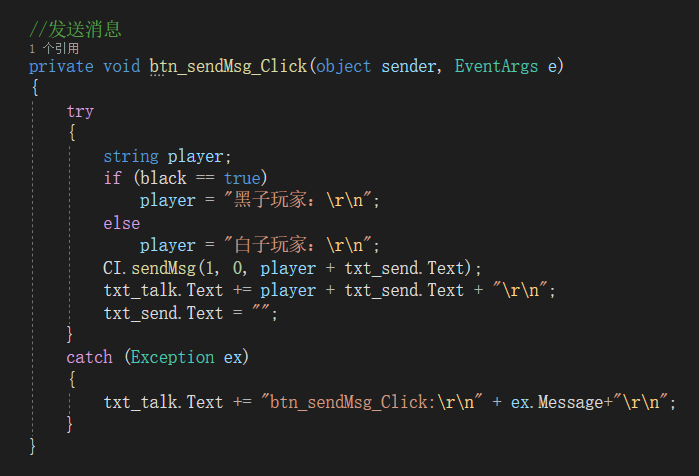 //发送消息
1 个引用
private void btn_sendMsg_Click(object sender, EventArgs e)
{
try
{
string player;
if (black == true)
player = "黑子玩家：\r\n";
else
player = "白子玩家：\r\n";
CI.sendMsg(1, 0, player + txt_send.Text);
txt_talk.Text += player + txt_send.Text + "\r\n";
txt_send.Text = "";
}
catch (Exception ex)
{
txt_talk.Text += "btn_sendMsg_Click:\r\n" + ex.Message+"\r\n";
}
}